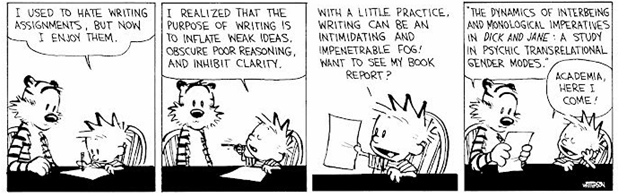 I USED TO HATE WRITING
ASSIGNMENTS, BUT NOW
I ENJOY THEM.
I REALIZED THAT THE
PURPOSE OF WRITING IS
TO INFLATE WEAK IDEAS,
OBSCURE POOR REASONING,
AND INHIBIT CLARITY.
WITH A LITTLE PRACTICE,
WRITING CAN BE AN
INTIMIDATING AND
IMPENETRABLE FOG!
WANT TO SEE MY BOOK
REPORT?
"THE DYNAMICS OF INTERBEING
AND MONOLOGICAL IMPERATIVES
IN DICK AND JANE: A STUDY
IN PSYCHIC TRANSRELATIONAL
GENDER MODES."
ACADEMIA,
HERE I
COME!
WATTERSON